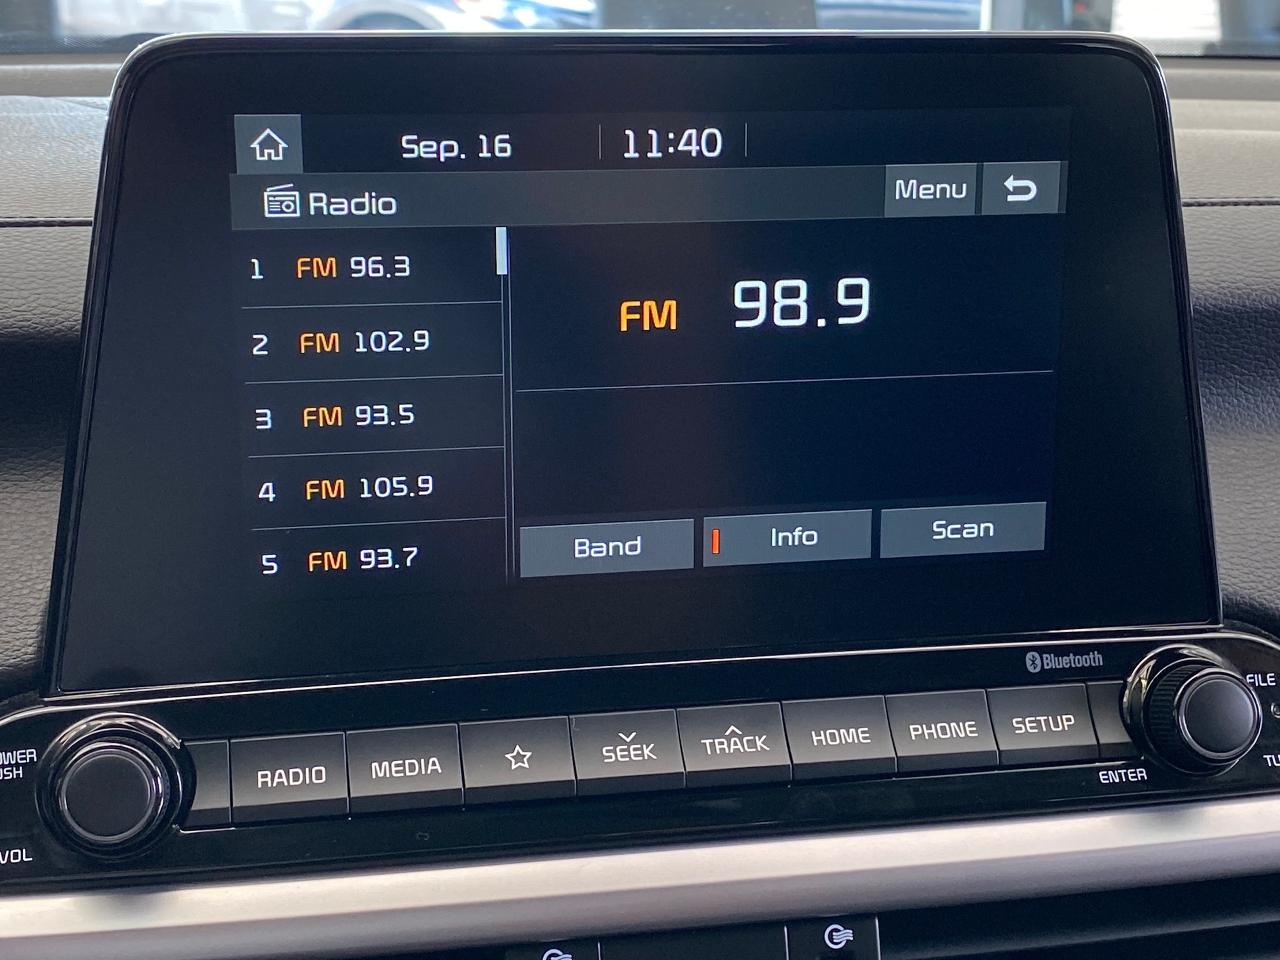 Sep. 16 11:40
Radio Menu
1 FM 96.3
2 FM 102.9
3 FM 93.5
4 FM 105.9
5 FM 93.7
FM 98.9
Band Info Scan
Bluetooth
RADIO MEDIA SEEK TRACK HOME PHONE SETUP
ENTER
FILE
VOL